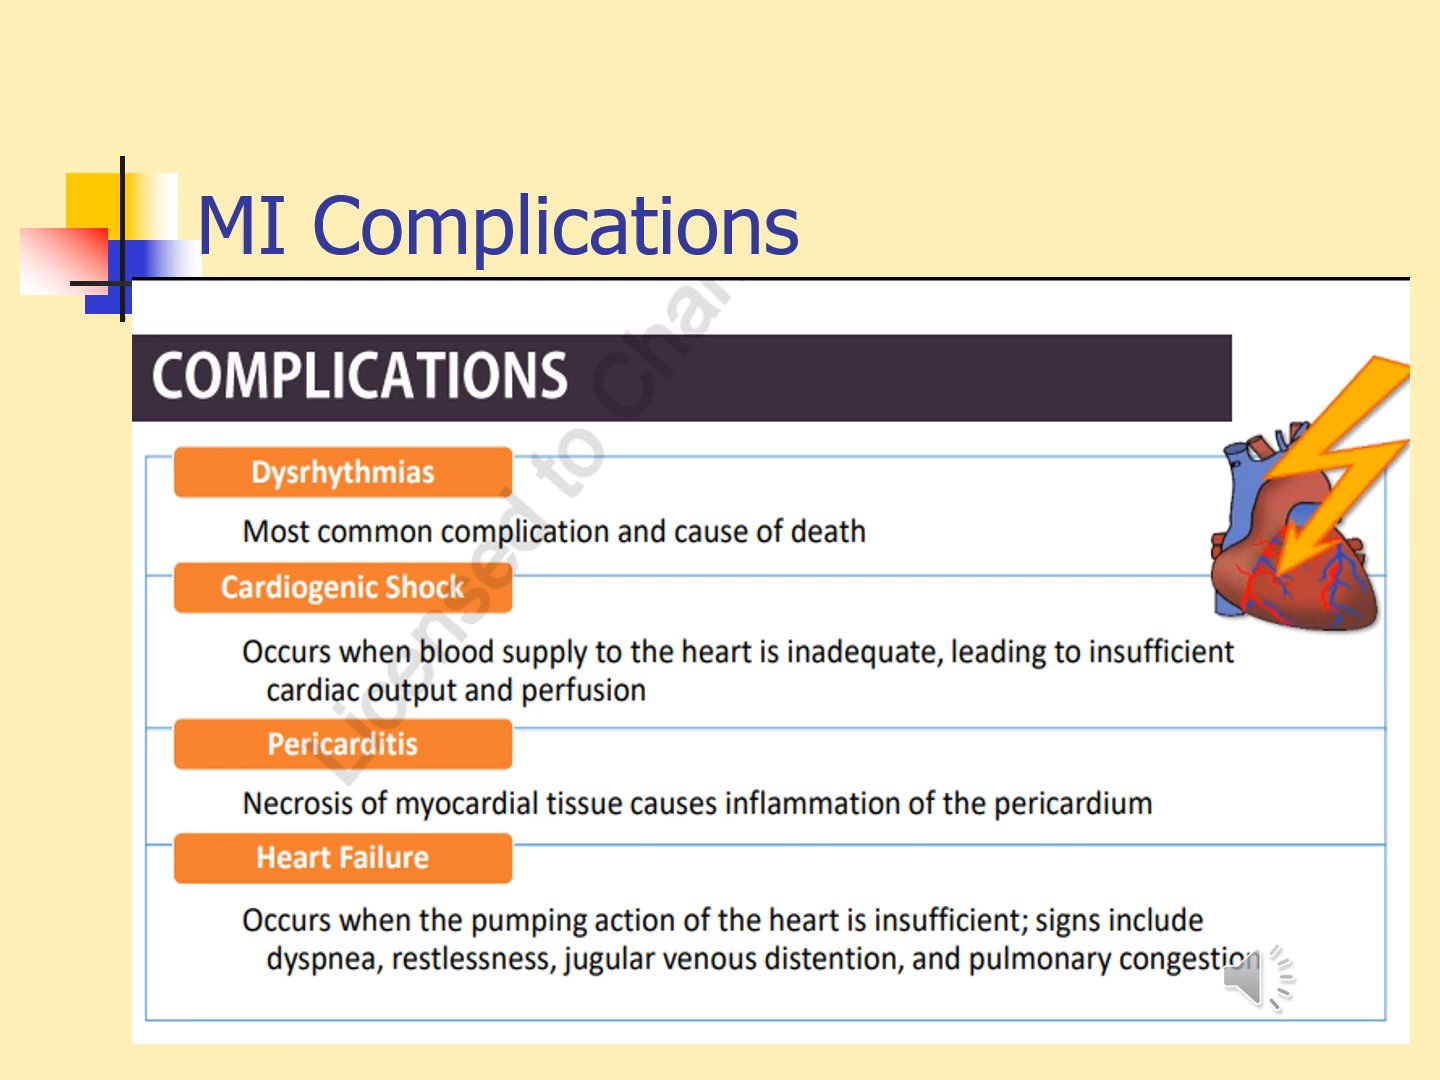 MI Complications
COMPLICATIONS
Dysrhythmias
Most common complication and cause of death
Cardiogenic Shock
Occurs when blood supply to the heart is inadequate, leading to insufficient
cardiac output and perfusion
Pericarditis
Necrosis of myocardial tissue causes inflammation of the pericardium
Heart Failure
Occurs when the pumping action of the heart is insufficient; signs include
dyspnea, restlessness, jugular venous distention, and pulmonary congestion
Licensed to